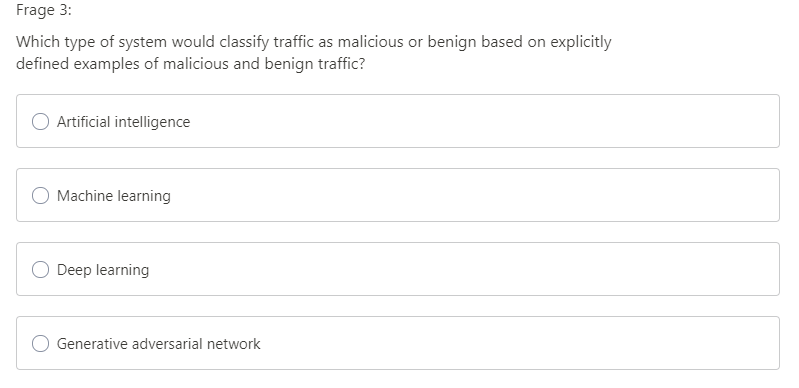 Frage 3:
Which type of system would classify traffic as malicious or benign based on explicitly
defined examples of malicious and benign traffic?
Artificial intelligence
Machine learning
Deep learning
Generative adversarial network